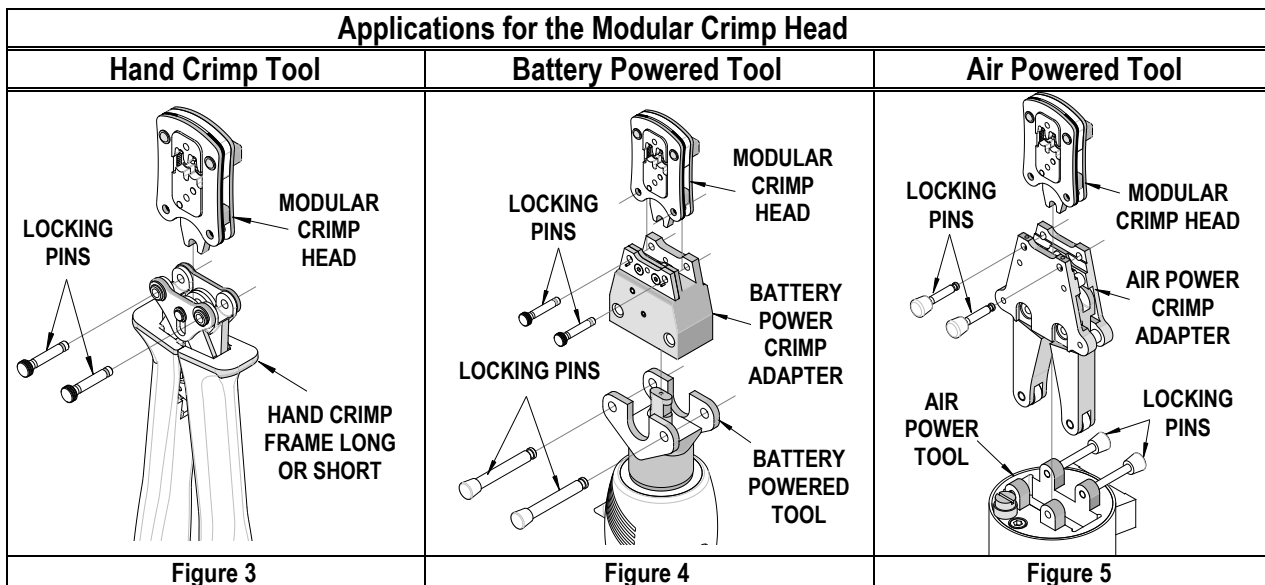 Applications for the Modular Crimp Head
Hand Crimp Tool
Battery Powered Tool
Air Powered Tool
LOCKING
PINS
MODULAR
CRIMP
HEAD
HAND CRIMP
FRAME LONG
OR SHORT
MODULAR
CRIMP
HEAD
LOCKING
PINS
BATTERY
POWER
CRIMP
ADAPTER
LOCKING PINS
BATTERY
POWERED
TOOL
LOCKING
PINS
MODULAR
CRIMP HEAD
AIR POWER
CRIMP
ADAPTER
AIR
POWER
TOOL
LOCKING
PINS
Figure 3
Figure 4
Figure 5